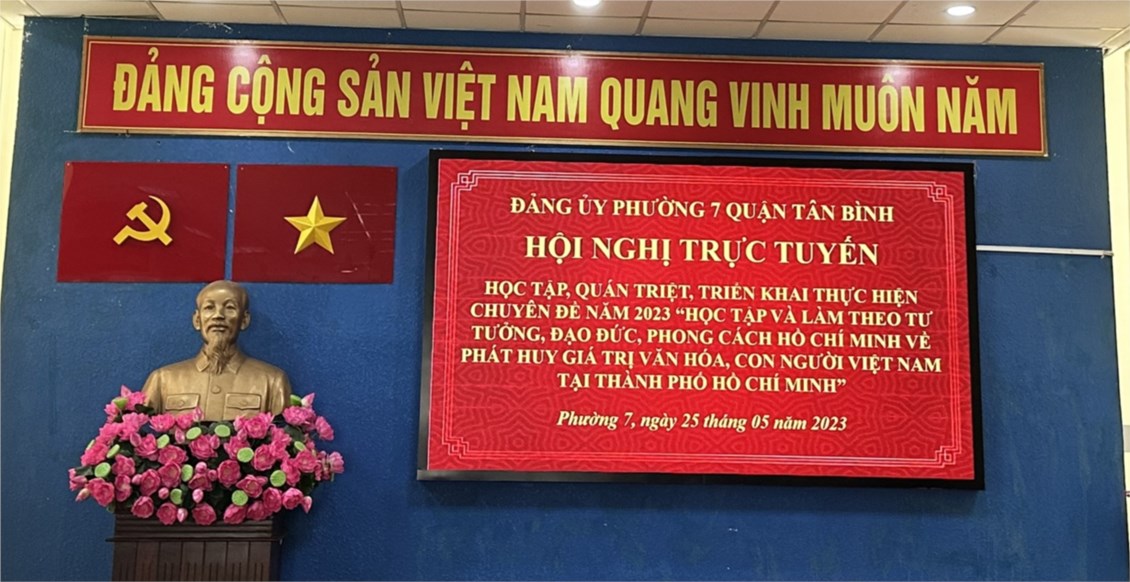 ĐẢNG CỘNG SẢN VIỆT NAM QUANG VINH MUÔN NĂM
ĐẢNG ỦY PHƯỜNG 7 QUẬN TÂN BÌNH
HỘI NGHỊ TRỰC TUYẾN
HỌC TẬP, QUÁN TRIỆT, TRIỂN KHAI THỰC HIỆN
CHUYÊN ĐỀ NĂM 2023 “HỌC TẬP VÀ LÀM THEO TƯ
TƯỞNG, ĐẠO ĐỨC, PHONG CÁCH HỒ CHÍ MINH VỀ
PHÁT HUY GIÁ TRỊ VĂN HÓA, CON NGƯỜI VIỆT NAM
TẠI THÀNH PHỐ HỒ CHÍ MINH”
Phường 7, ngày 25 tháng 05 năm 2023